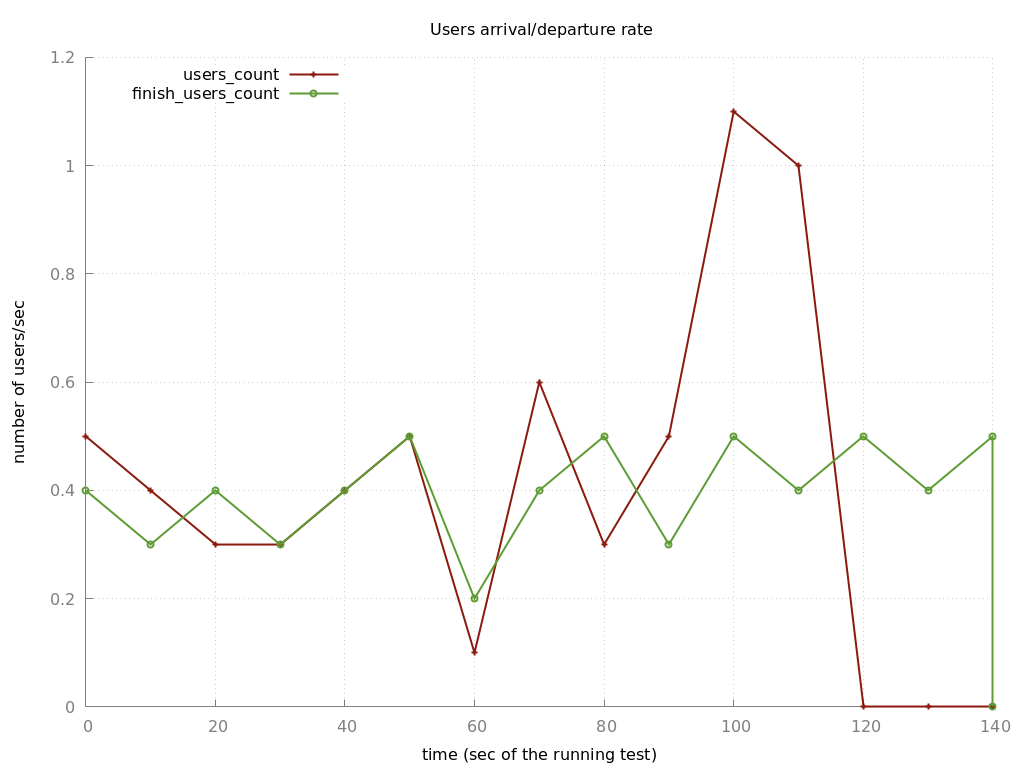 Users arrival/departure rate
users_count
finish_users_count
number of users/sec
1.2
1
0.8
0.6
0.4
0.2
0
0 20 40 60 80 100 120 140
time (sec of the running test)